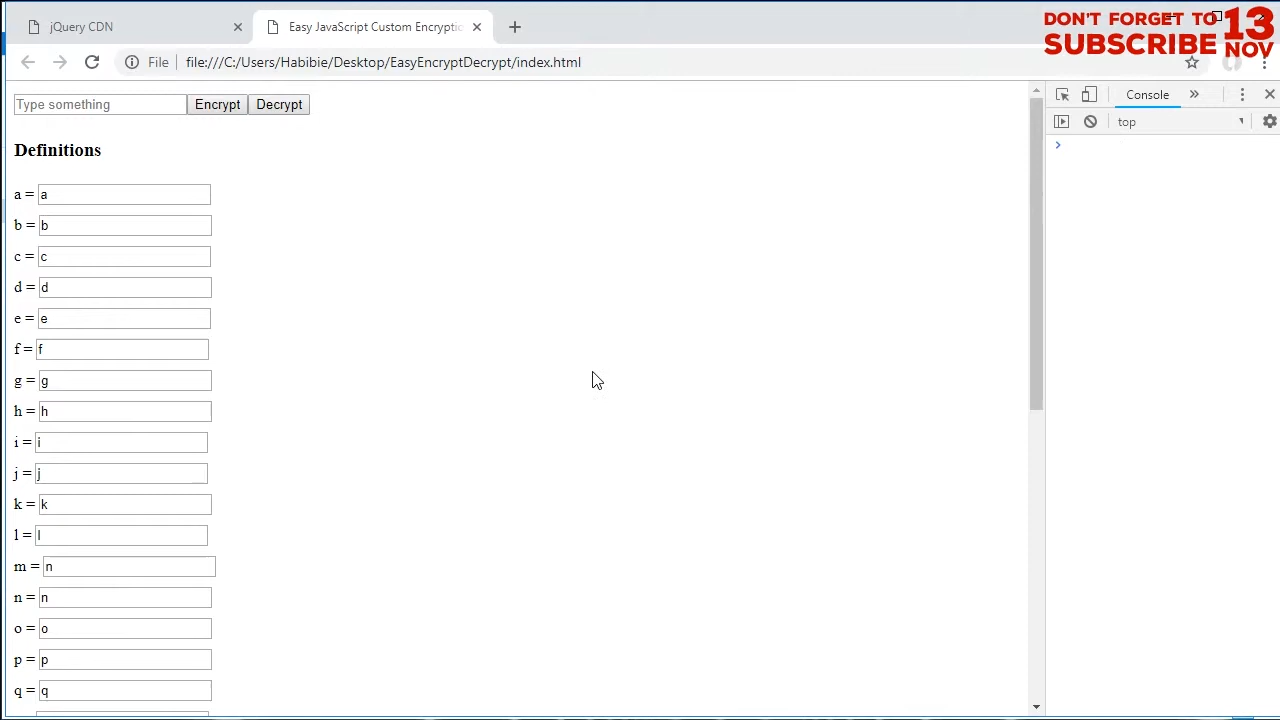 jQuery CDN
Easy JavaScript Custom Encryptic
DON'T FORGET TO
SUBSCRIBE
13
NOV
File
file:///C:/Users/Habibie/Desktop/EasyEncryptDecrypt/index.html
Type something
Encrypt
Decrypt
Console
top
Definitions
a = a
b = b
c = c
d = d
e = e
f = f
g = g
h = h
i = i
j = j
k = k
l = l
m = n
n = n
o = o
p = p
q = q